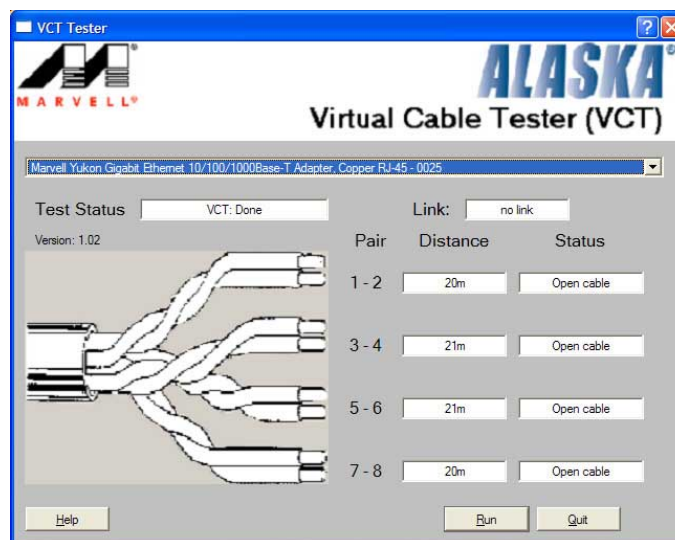 VCT Tester
MARVELL®
ALASKA®
Virtual Cable Tester (VCT)
Marvell Yukon Gigabit Ethernet 10/100/1000Base-T Adapter, Copper RJ-45 - 0025
Test Status VCT: Done Link: no link
Version: 1.02 Pair Distance Status
1 - 2 20m Open cable
3 - 4 21m Open cable
5 - 6 21m Open cable
7 - 8 20m Open cable
Help Run Quit